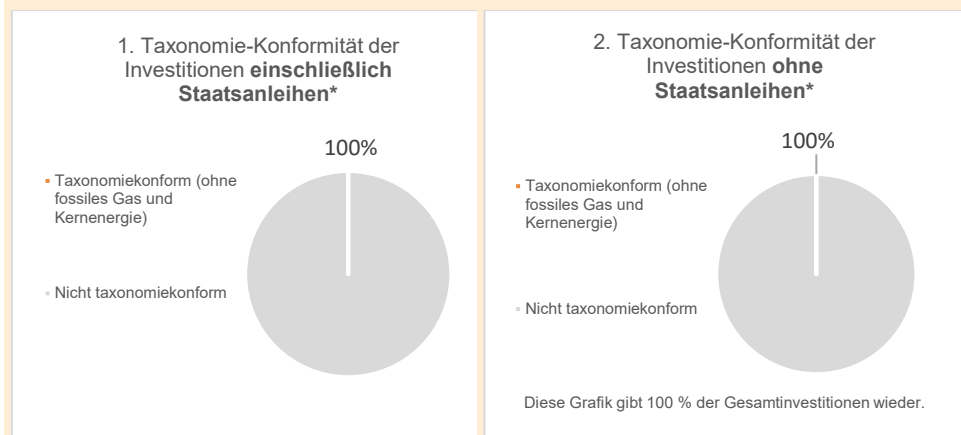 1. Taxonomie-Konformität der
Investitionen einschließlich
Staatsanleihen*
100%
Taxonomiekonform (ohne
fossiles Gas und
Kernenergie)
Nicht taxonomiekonform
2. Taxonomie-Konformität der
Investitionen ohne
Staatsanleihen*
100%
Taxonomiekonform (ohne
fossiles Gas und
Kernenergie)
Nicht taxonomiekonform
Diese Grafik gibt 100 % der Gesamtinvestitionen wieder.